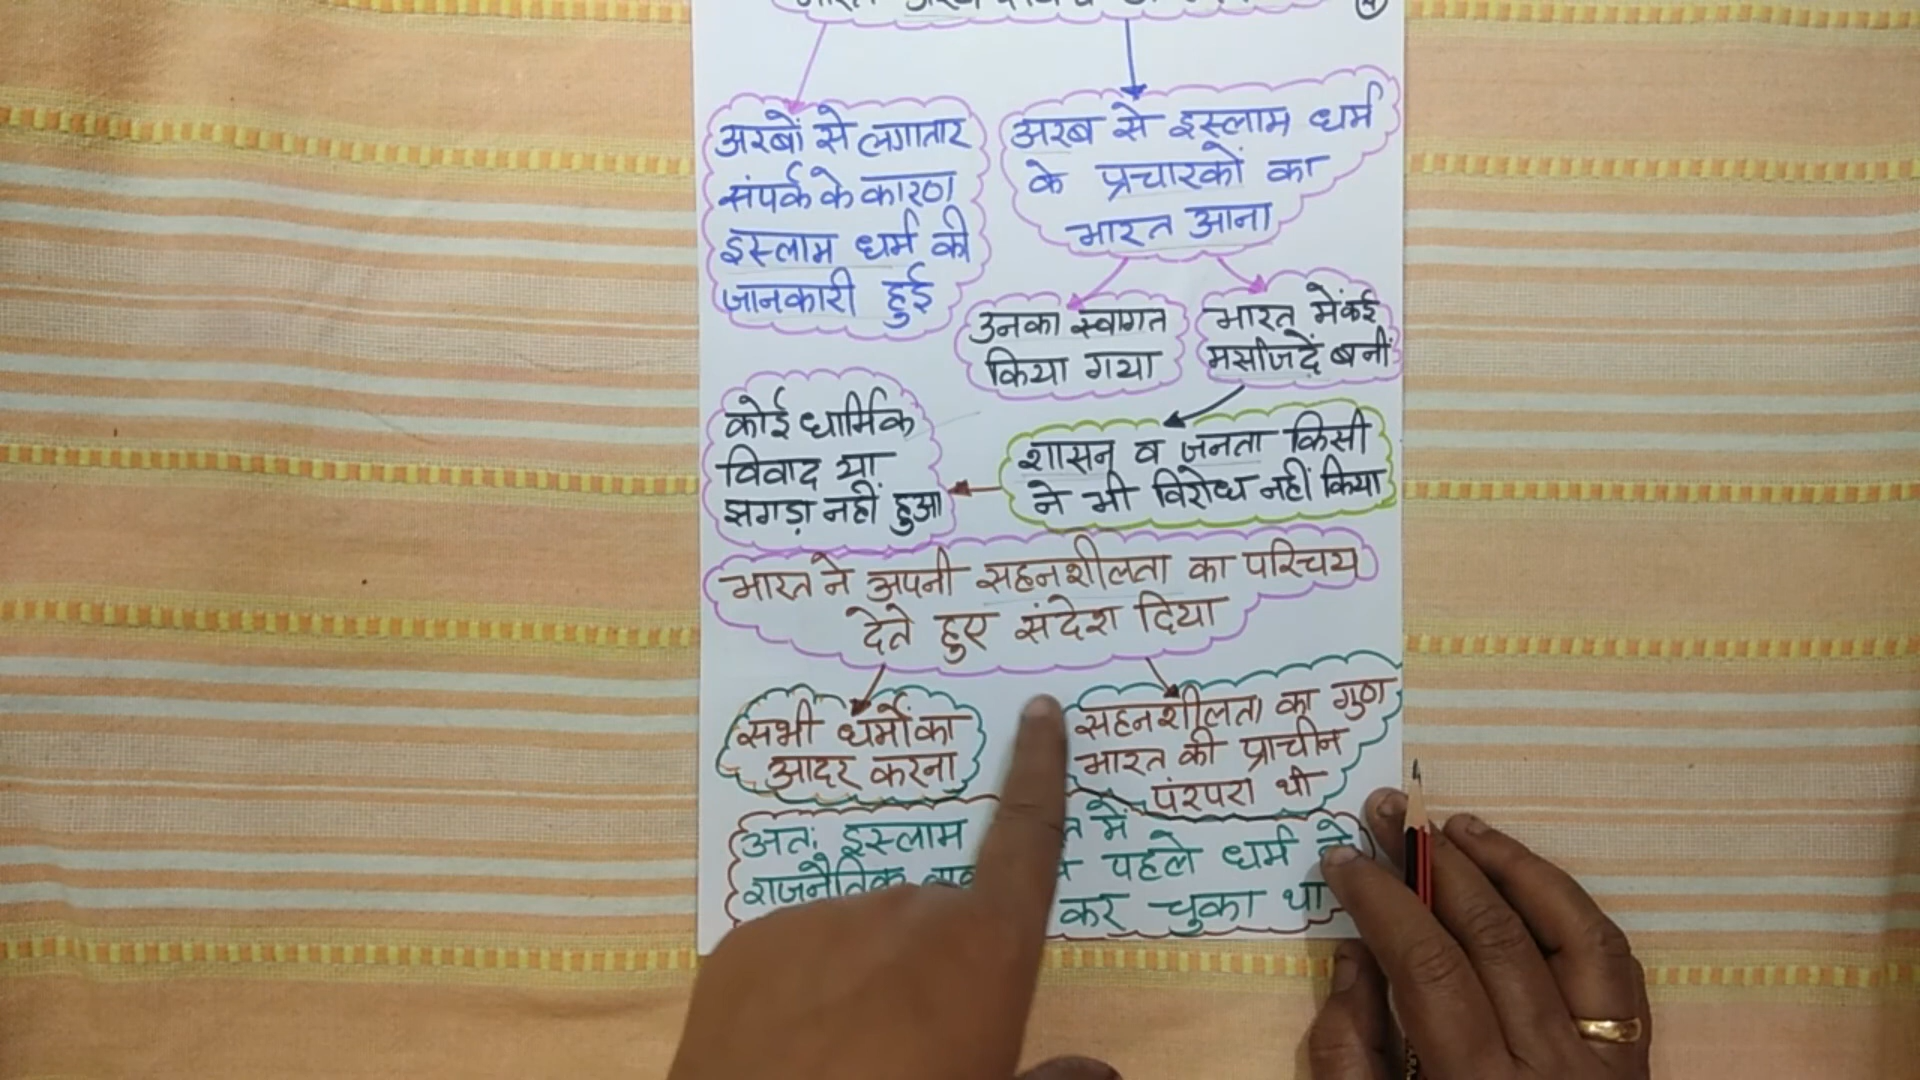 अरबों से लगातार
संपर्क के कारण
इस्लाम धर्म की
जानकारी हुई
अरब से इस्लाम धर्म
के प्रचारकों का
भारत आना
उनका स्वागत
किया गया
भारत में कई
मसजिदें बनीं
शासन व जनता किसी
ने भी विरोध नहीं किया
कोई धार्मिक
विवाद या
झगड़ा नहीं हुआ
भारत ने अपनी सहनशीलता का परिचय
देते हुए संदेश दिया
सभी धर्मों का
आदर करना
सहनशीलता का गुण
भारत की प्राचीन
पंरपरा थी
अतः इस्लाम में
राजनैतिक पहले धर्म
कर चुका था